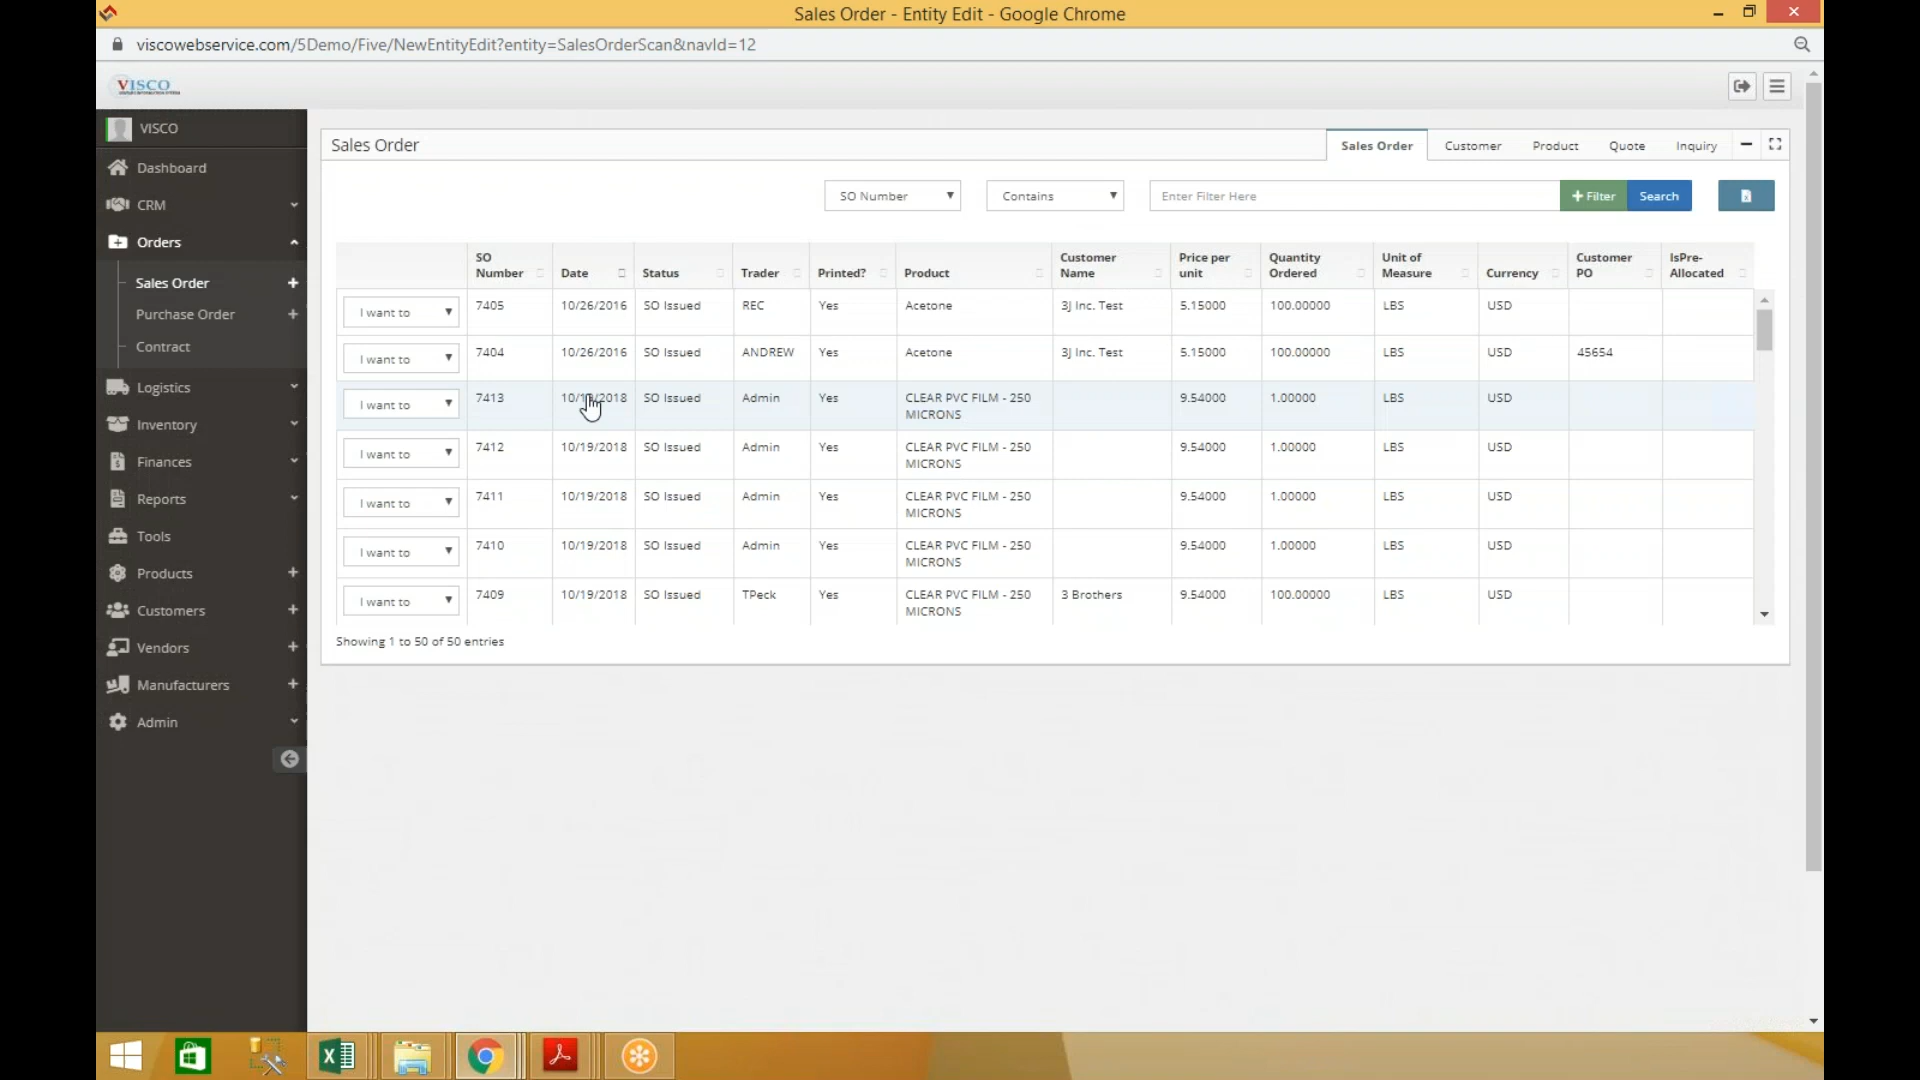 Sales Order - Entity Edit - Google Chrome
viscowebservice.com/5Demo/Five/NewEntityEdit?entity=SalesOrderScan&navId=12
VISCO
VISCO
Dashboard
CRM
Orders
Sales Order
Purchase Order
Contract
Logistics
Inventory
Finances
Reports
Tools
Products
Customers
Vendors
Manufacturers
Admin
Sales Order
Sales Order Customer Product Quote Inquiry
SO Number Contains Enter Filter Here + Filter Search
SO Number Date Status Trader Printed? Product Customer Name Price per unit Quantity Ordered Unit of Measure Currency Customer PO IsPre-Allocated
I want to 7405 10/26/2016 SO Issued REC Yes Acetone 3J Inc. Test 5.15000 100.00000 LBS USD
I want to 7404 10/26/2016 SO Issued ANDREW Yes Acetone 3J Inc. Test 5.15000 100.00000 LBS USD 45654
I want to 7413 SO Issued Admin Yes CLEAR PVC FILM - 250 MICRONS 9.54000 1.00000 LBS USD
I want to 7412 10/19/2018 SO Issued Admin Yes CLEAR PVC FILM - 250 MICRONS 9.54000 1.00000 LBS USD
I want to 7411 10/19/2018 SO Issued Admin Yes CLEAR PVC FILM - 250 MICRONS 9.54000 1.00000 LBS USD
I want to 7410 10/19/2018 SO Issued Admin Yes CLEAR PVC FILM - 250 MICRONS 9.54000 1.00000 LBS USD
I want to 7409 10/19/2018 SO Issued TPeck Yes CLEAR PVC FILM - 250 MICRONS 3 Brothers 9.54000 100.00000 LBS USD
Showing 1 to 50 of 50 entries